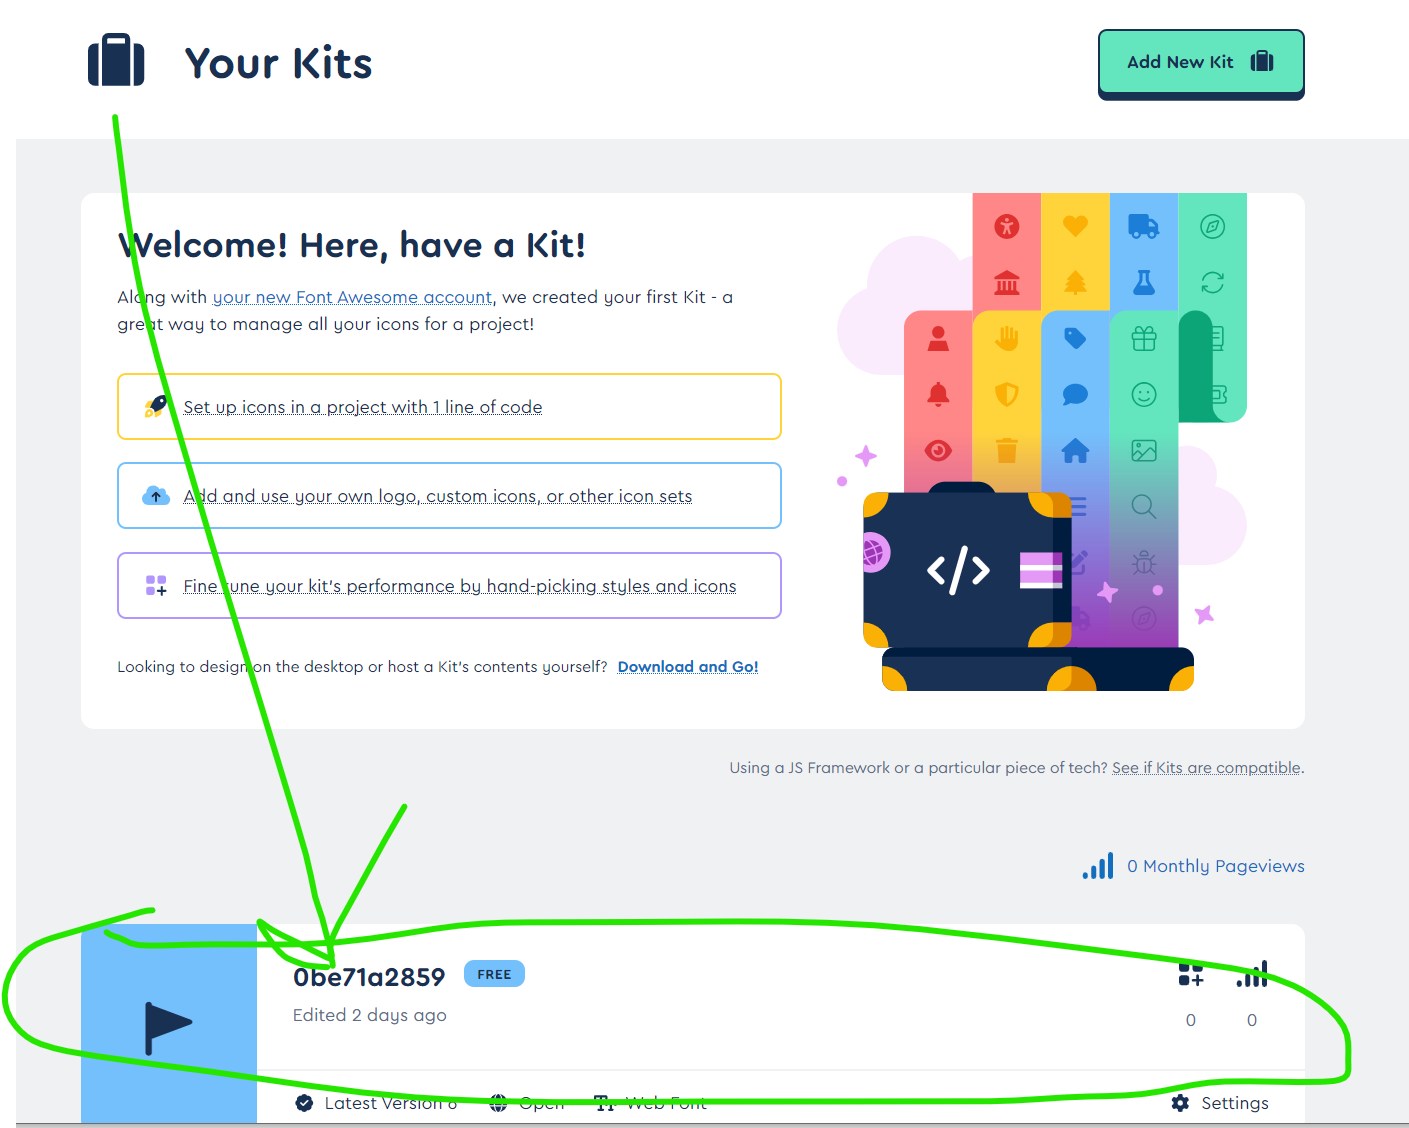 Your Kits
Add New Kit
Welcome! Here, have a Kit!
Along with your new Font Awesome account, we created your first Kit - a
great way to manage all your icons for a project!
Set up icons in a project with 1 line of code
Add and use your own logo, custom icons, or other icon sets
Fine tune your kit's performance by hand-picking styles and icons
Looking to design on the desktop or host a Kit's contents yourself? Download and Go!
</>
Using a JS Framework or a particular piece of tech? See if Kits are compatible.
0 Monthly Pageviews
0be71a2859 FREE
Edited 2 days ago
0 0
Latest Version 6 Open Web Font Settings